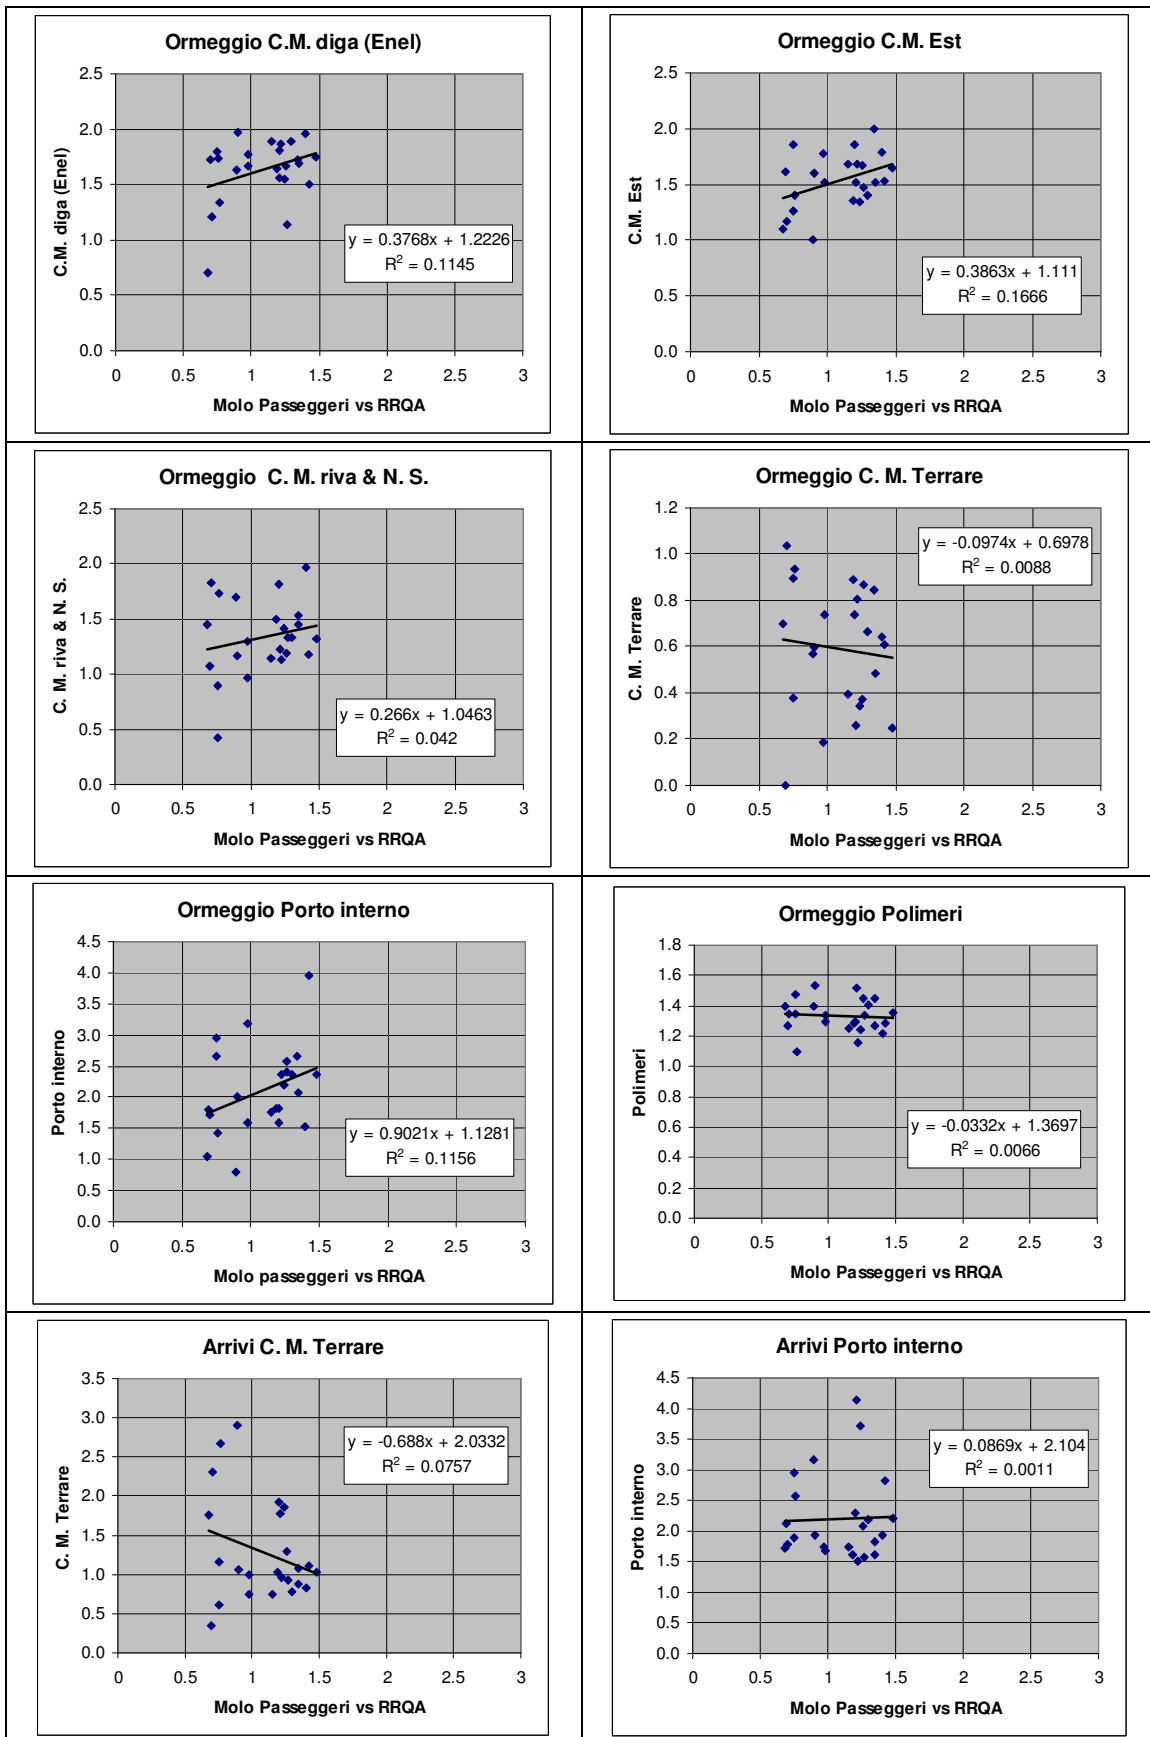 Ormeggio C.M. diga (Enel)
C.M. diga (Enel)
2.5
2.0
1.5
1.0
0.5
0.0
y = 0.3768x + 1.2226
R² = 0.1145
0 0.5 1 1.5 2 2.5 3
Molo Passeggeri vs RRQA
Ormeggio C.M. Est
C.M. Est
2.5
2.0
1.5
1.0
0.5
0.0
y = 0.3863x + 1.111
R² = 0.1666
0 0.5 1 1.5 2 2.5 3
Molo Passeggeri vs RRQA
Ormeggio C. M. riva & N. S.
C. M. riva & N. S.
2.5
2.0
1.5
1.0
0.5
0.0
y = 0.266x + 1.0463
R² = 0.042
0 0.5 1 1.5 2 2.5 3
Molo Passeggeri vs RRQA
Ormeggio C. M. Terrare
C. M. Terrare
1.2
1.0
0.8
0.6
0.4
0.2
0.0
y = -0.0974x + 0.6978
R² = 0.0088
0 0.5 1 1.5 2 2.5 3
Molo Passeggeri vs RRQA
Ormeggio Porto interno
Porto interno
4.5
4.0
3.5
3.0
2.5
2.0
1.5
1.0
0.5
0.0
y = 0.9021x + 1.1281
R² = 0.1156
0 0.5 1 1.5 2 2.5 3
Molo passeggeri vs RRQA
Ormeggio Polimeri
Polimeri
1.8
1.6
1.4
1.2
1.0
0.8
0.6
0.4
0.2
0.0
y = -0.0332x + 1.3697
R² = 0.0066
0 0.5 1 1.5 2 2.5 3
Molo Passeggeri vs RRQA
Arrivi C. M. Terrare
C. M. Terrare
3.5
3.0
2.5
2.0
1.5
1.0
0.5
0.0
y = -0.688x + 2.0332
R² = 0.0757
0 0.5 1 1.5 2 2.5 3
Molo Passeggeri vs RRQA
Arrivi Porto interno
Porto interno
4.5
4.0
3.5
3.0
2.5
2.0
1.5
1.0
0.5
0.0
y = 0.0869x + 2.104
R² = 0.0011
0 0.5 1 1.5 2 2.5 3
Molo Passeggeri vs RRQA